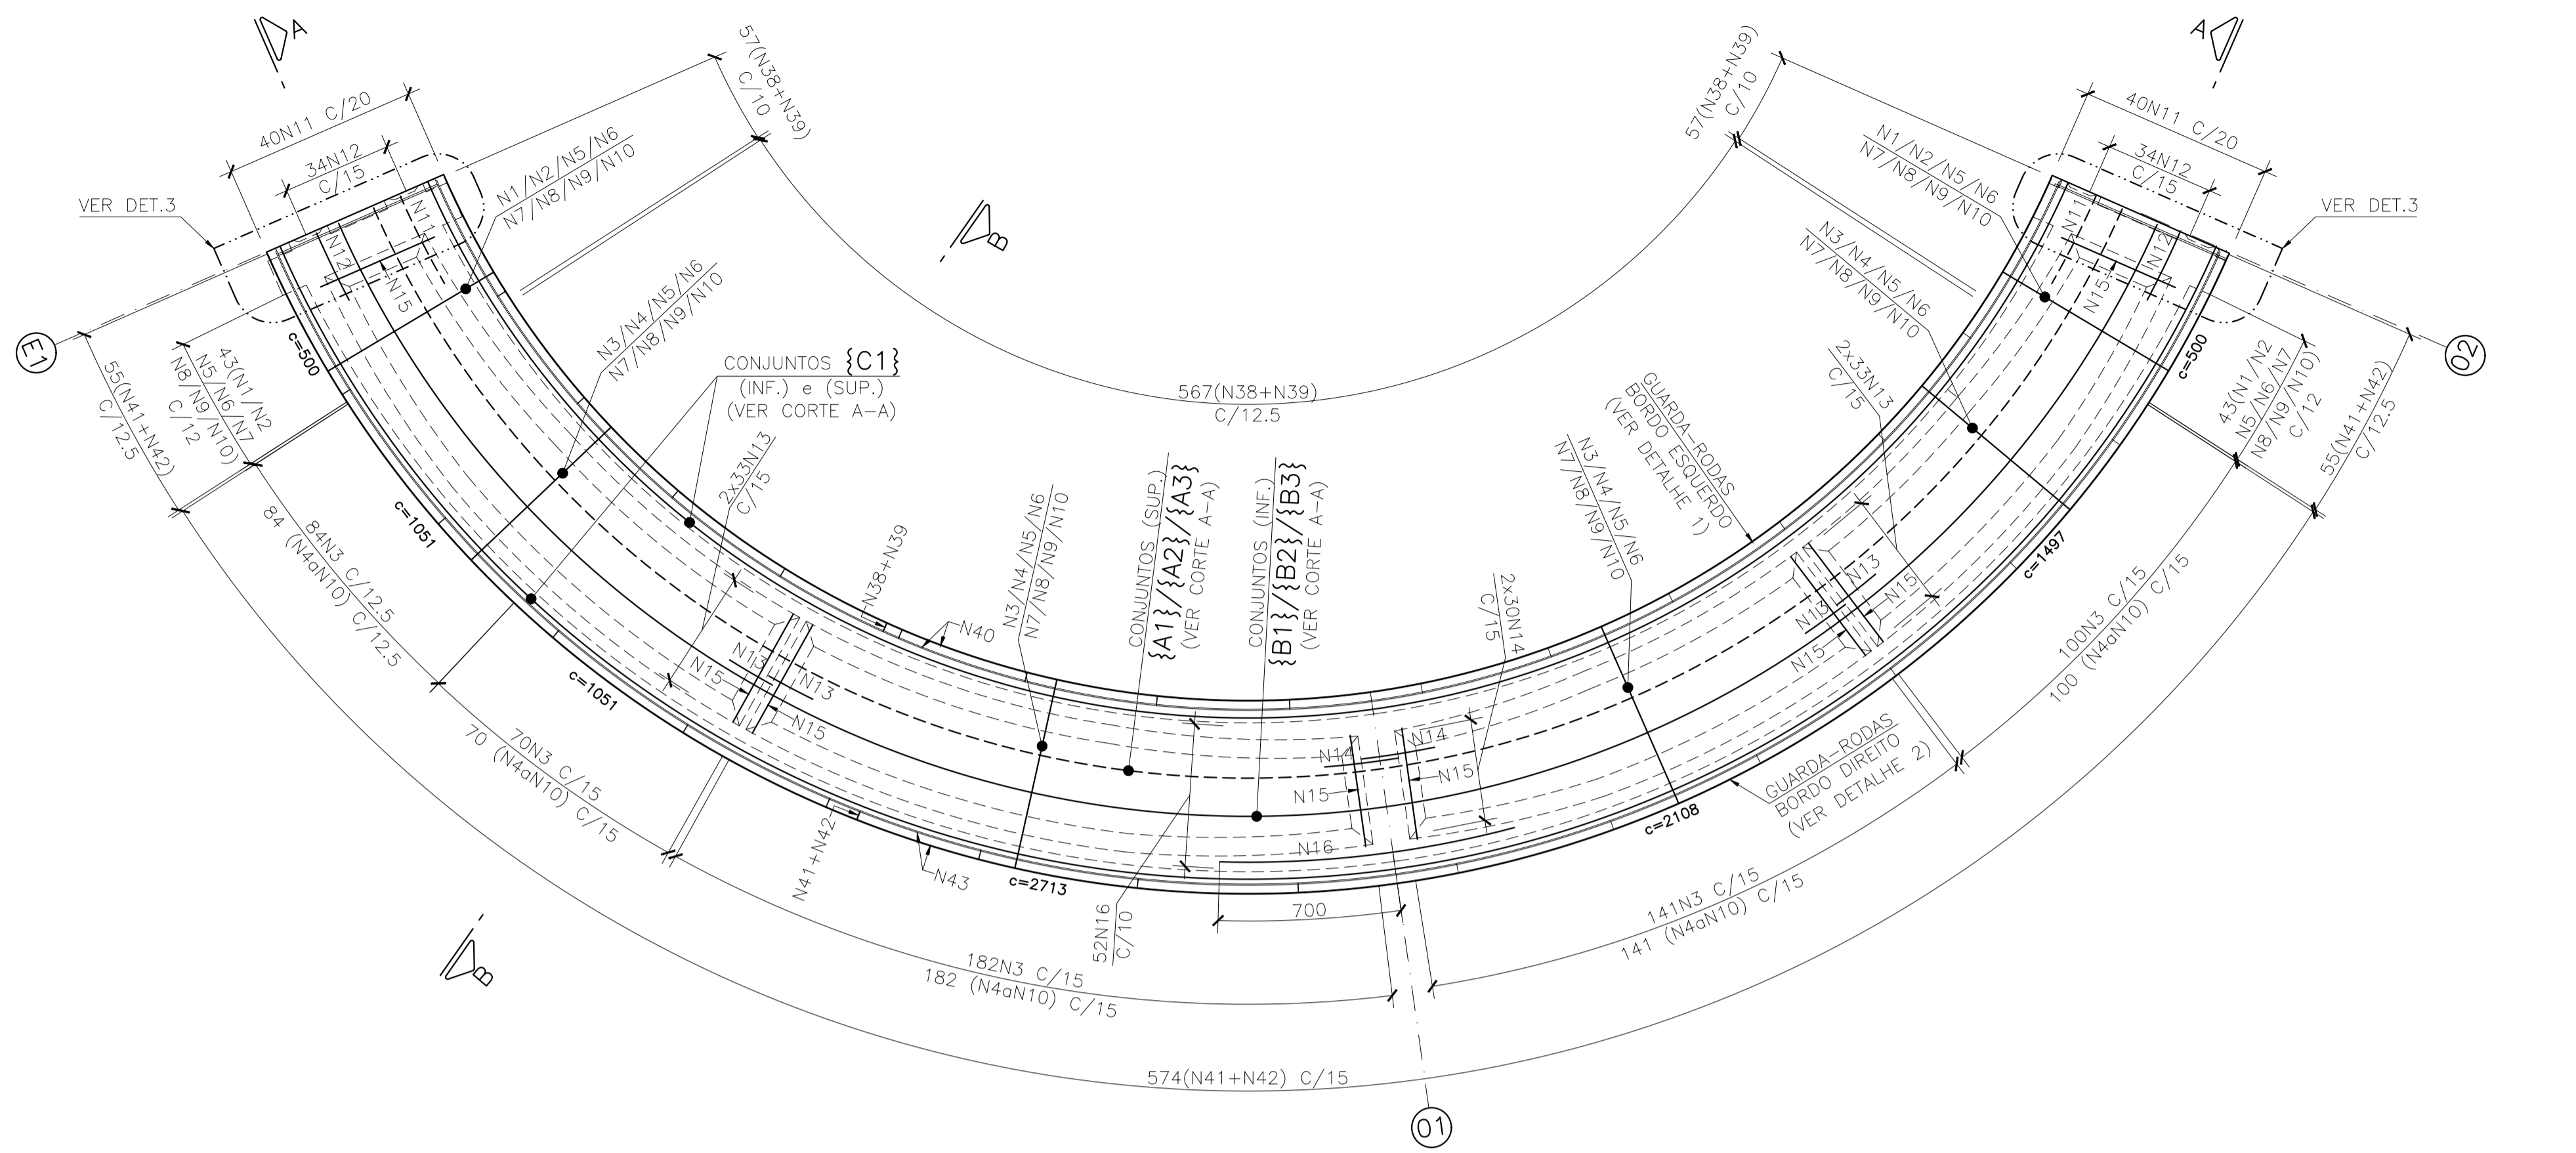 A
40N11 C/20
34N12
C/15
VER DET.3
N11
N12
N15
N1/N2/N5/N6
N7/N8/N9/N10
57(N38+N39)
C/10
B
57(N38+N39)
C/10
A
40N11 C/20
34N12
C/15
N1/N2/N5/N6
N7/N8/N9/N10
VER DET.3
N11
N12
N15
N3/N4/N5/N6
N7/N8/N9/N10
N3/N4/N5/N6
N7/N8/N9/N10
E1
02
c=500
c=500
55(N41+N42)
C/12.5
43(N1/N2
N5/N6/N7
N8/N9/N10)
C/12
CONJUNTOS {C1}
(INF.) e (SUP.)
(VER CORTE A-A)
567(N38+N39)
C/12.5
GUARDA-RODAS
BORDO ESQUERDO
(VER DETALHE 1)
2x33N13
C/15
43(N1/N2
N5/N6/N7
N8/N9/N10)
C/12
55(N41+N42)
C/12.5
2x33N13
C/15
c=1051
84N3 C/12.5
84 (N4aN10) C/12.5
N38+N39
N40
N3/N4/N5/N6
N7/N8/N9/N10
CONJUNTOS (SUP.)
{A1}/{A2}/{A3}
(VER CORTE A-A)
CONJUNTOS (INF.)
{B1}/{B2}/{B3}
(VER CORTE A-A)
2x30N14
C/15
N3/N4/N5/N6
N7/N8/N9/N10
N13
N15
N13
N15
c=1497
100N3 C/15
100 (N4aN10) C/15
N13
N15
N13
N15
c=1051
70N3 C/15
70 (N4aN10) C/15
N14
N14
N15
N15
N16
GUARDA-RODAS
BORDO DIREITO
(VER DETALHE 2)
c=2108
N41+N42
N43
c=2713
700
52N16
C/10
141N3 C/15
141 (N4aN10) C/15
B
182N3 C/15
182 (N4aN10) C/15
574(N41+N42) C/15
01